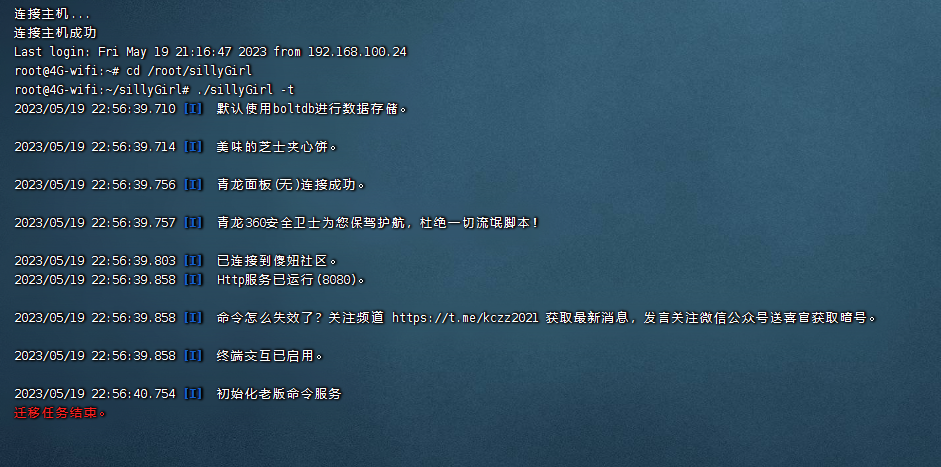 连接主机...
连接主机成功
Last login: Fri May 19 21:16:47 2023 from 192.168.100.24
root@4G-wifi:~# cd /root/sillyGirl
root@4G-wifi:~/sillyGirl# ./sillyGirl -t
2023/05/19 22:56:39.710 [I] 默认使用boltdb进行数据存储。
2023/05/19 22:56:39.714 [I] 美味的芝士夹心饼。
2023/05/19 22:56:39.756 [I] 青龙面板(无)连接成功。
2023/05/19 22:56:39.757 [I] 青龙360安全卫士为您保驾护航，杜绝一切流氓脚本！
2023/05/19 22:56:39.803 [I] 已连接到傻妞社区。
2023/05/19 22:56:39.858 [I] Http服务已运行(8080)。
2023/05/19 22:56:39.858 [I] 命令怎么失效了？关注频道 https://t.me/kczz2021 获取最新消息，发言关注微信公众号送喜官获取暗号。
2023/05/19 22:56:39.858 [I] 终端交互已启用。
2023/05/19 22:56:40.754 [I] 初始化老版命令服务
迁移任务结束。